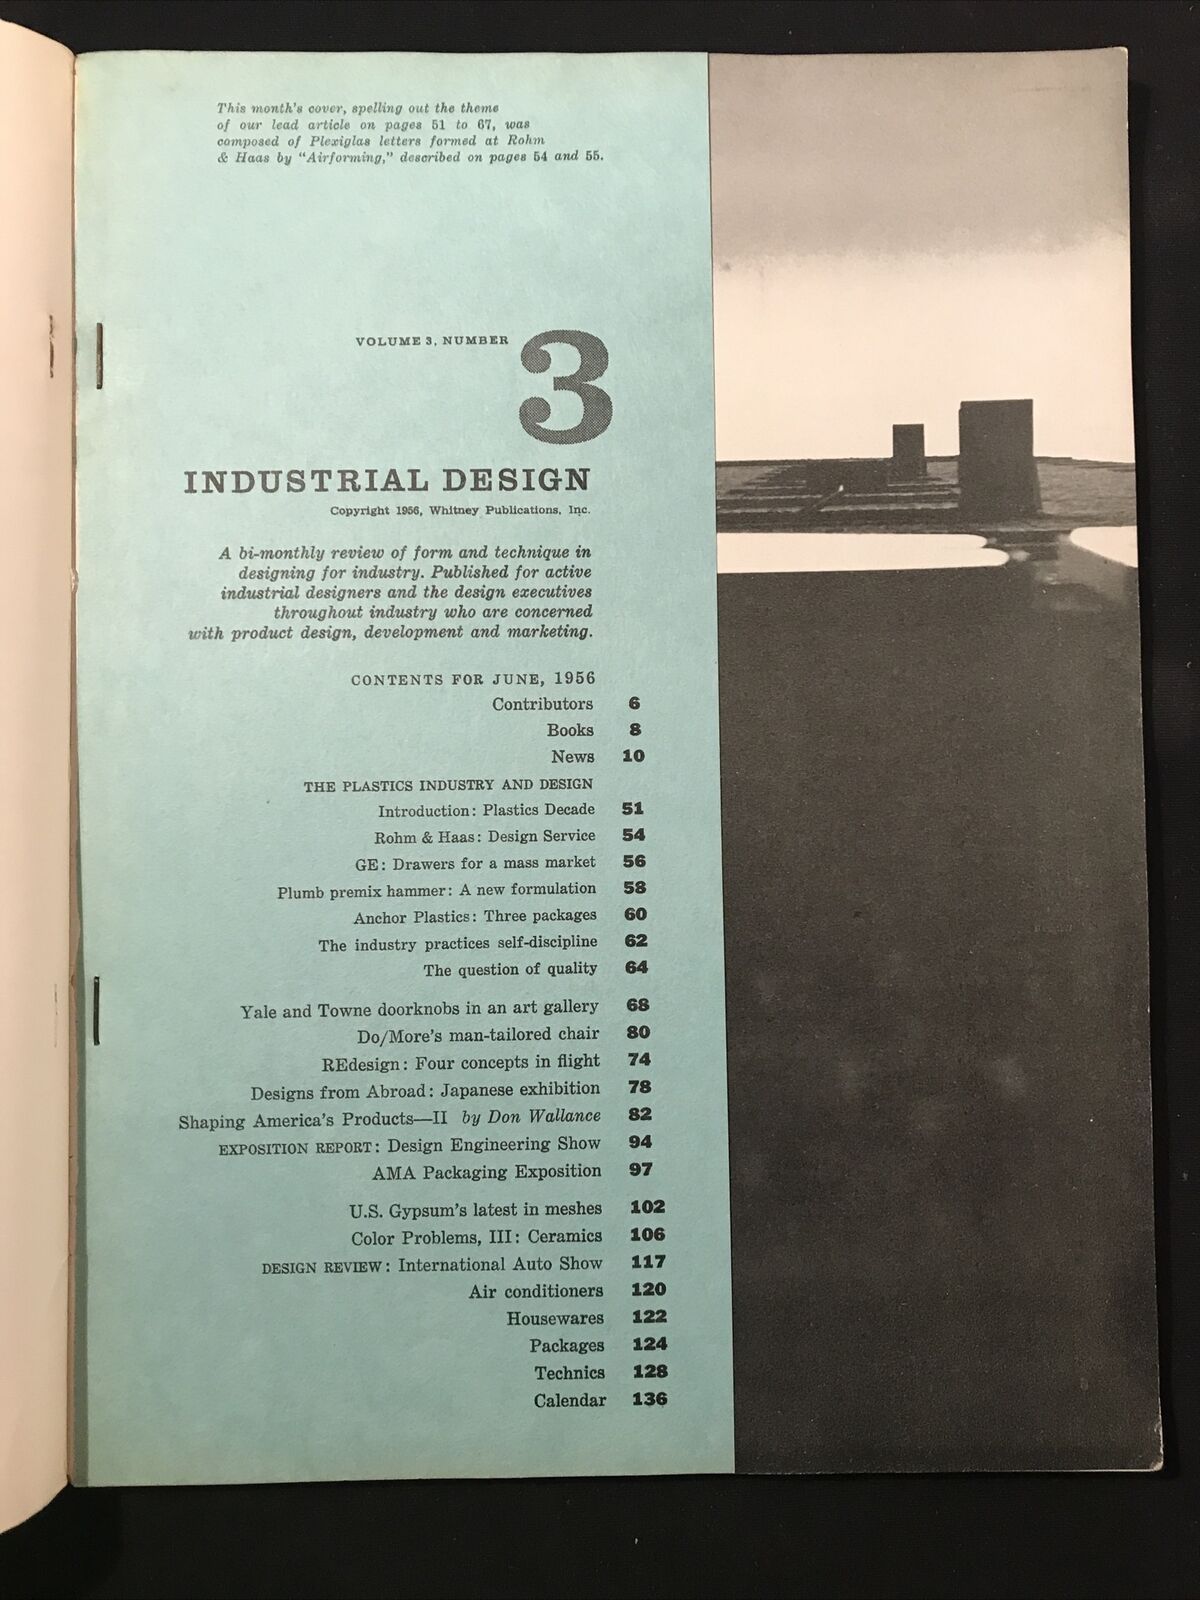 This month's cover, spelling out the theme
of our lead article on pages 51 to 67, was
composed of Plexiglas letters formed at Rohm
& Haas by "Airforming," described on pages 54 and 55.
VOLUME 3, NUMBER 3
INDUSTRIAL DESIGN
Copyright 1956, Whitney Publications, Inc.
A bi-monthly review of form and technique in
designing for industry. Published for active
industrial designers and the design executives
throughout industry who are concerned
with product design, development and marketing.
CONTENTS FOR JUNE, 1956
Contributors 6
Books 8
News 10
THE PLASTICS INDUSTRY AND DESIGN
Introduction: Plastics Decade 51
Rohm & Haas: Design Service 54
GE: Drawers for a mass market 56
Plumb premix hammer: A new formulation 58
Anchor Plastics: Three packages 60
The industry practices self-discipline 62
The question of quality 64
Yale and Towne doorknobs in an art gallery 68
Do/More's man-tailored chair 80
REdesign: Four concepts in flight 74
Designs from Abroad: Japanese exhibition 78
Shaping America's Products—II by Don Wallance 82
EXPOSITION REPORT: Design Engineering Show 94
AMA Packaging Exposition 97
U.S. Gypsum's latest in meshes 102
Color Problems, III: Ceramics 106
DESIGN REVIEW: International Auto Show 117
Air conditioners 120
Housewares 122
Packages 124
Technics 128
Calendar 136